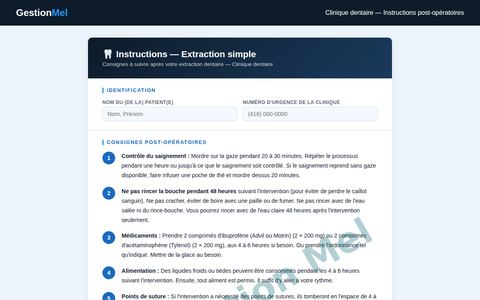 GestionMel
Clinique dentaire — Instructions post-opératoires
Instructions — Extraction simple
Consignes à suivre après votre extraction dentaire — Clinique dentaire
IDENTIFICATION
NOM DU (DE LA) PATIENT(E)
NUMÉRO D'URGENCE DE LA CLINIQUE
Nom, Prénom
(418) 000-0000
CONSIGNES POST-OPÉRATOIRES
1 Contrôle du saignement : Mordre sur la gaze pendant 20 à 30 minutes. Répéter le processus
pendant une heure ou jusqu'à ce que le saignement soit contrôlé. Si le saignement reprend sans gaze
disponible, faire infuser une poche de thé et mordre dessus 20 minutes.
2 Ne pas rincer la bouche pendant 48 heures suivant l'intervention (pour éviter de perdre le caillot
sanguin). Ne pas cracher, éviter de boire avec une paille ou de fumer. Ne pas rincer avec de l'eau
salée ni du rince-bouche. Vous pourrez rincer avec de l'eau claire 48 heures après l'intervention
seulement.
3 Médicaments : Prendre 2 comprimés d'ibuprofène (Advil ou Motrin) (2 × 200 mg) ou 2 comprimés
d'acétaminophène (Tylenol) (2 × 200 mg), aux 4 à 6 heures si besoin. Ou prendre l'ordonnance tel
qu'indiqué. Mettre de la glace au besoin.
4 Alimentation : Des liquides froids ou tièdes peuvent être consommés pendant les 4 à 6 heures
suivant l'intervention. Ensuite, tout aliment est permis. Il suffit d'y aller à votre rythme.
5 Points de suture : Si l'intervention a nécessité des points de sutures, ils tomberont en l'espace de 4 à